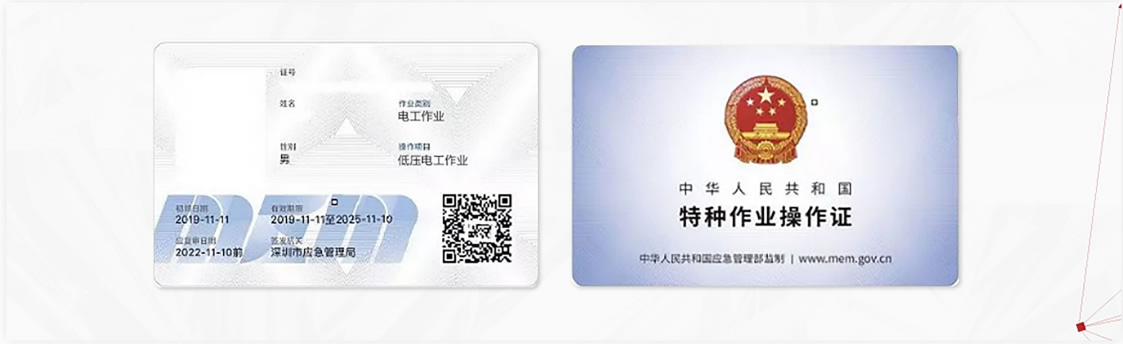 证号
姓名
作业类别
电工作业
性别
操作项目
男
低压电工作业
初领日期
有效期限
2019-11-11
2019-11-11至2025-11-10
应复审日期
签发机关
2022-11-10前
深圳市应急管理局
MEM
中华人民共和国
特种作业操作证
中华人民共和国应急管理部监制 | www.mem.gov.cn